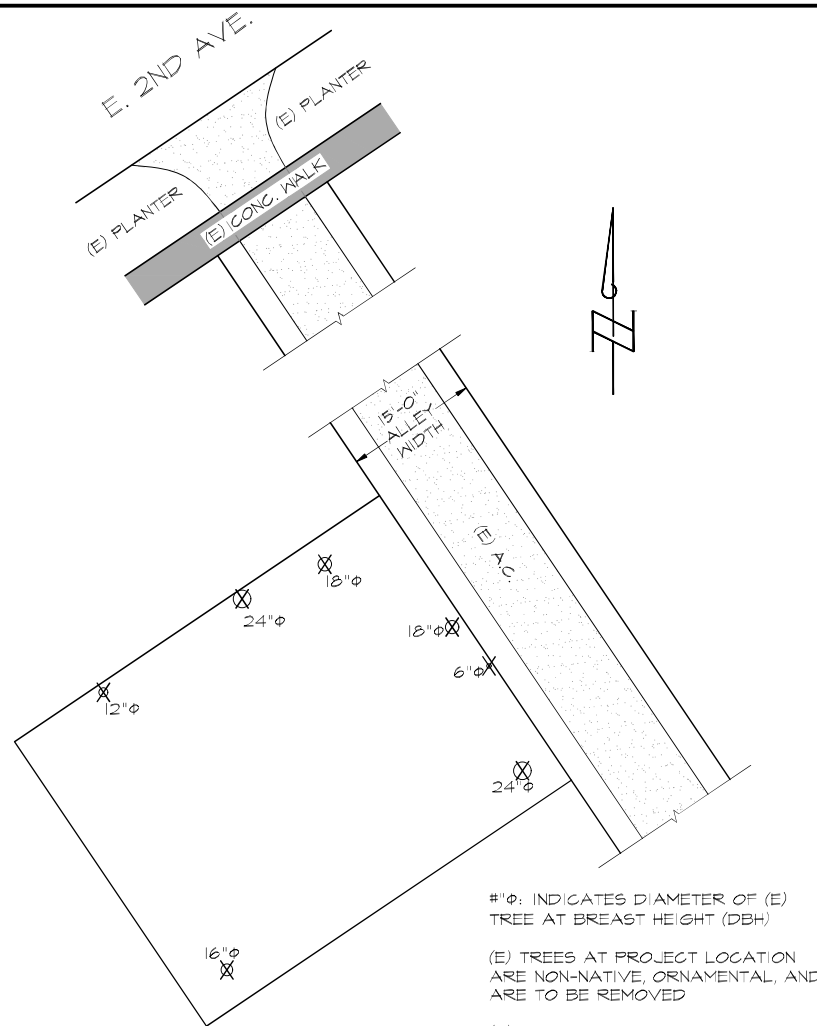 E. 2ND AVE.
(E) PLANTER
(E) PLANTER
(E) CONC. WALK
N
15'-0"
ALLEY
WIDTH
(E) A.C.
18"Φ
24"Φ
18"Φ
6"Φ
12"Φ
24"Φ
16"Φ
#"Φ: INDICATES DIAMETER OF (E)
TREE AT BREAST HEIGHT (DBH)
(E) TREES AT PROJECT LOCATION
ARE NON-NATIVE, ORNAMENTAL, AND
ARE TO BE REMOVED